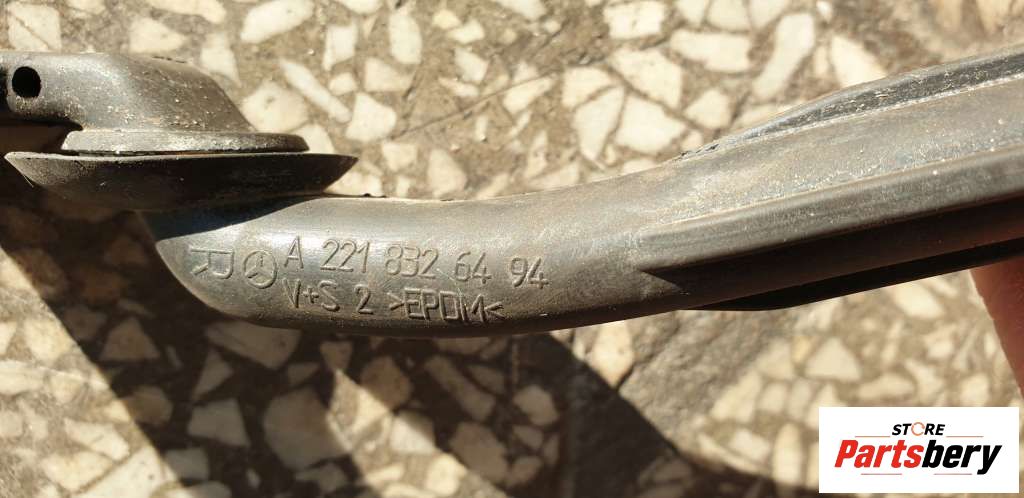 R A 221 832 64 94
V+S 2 >EPDM<
STORE
Partsbery